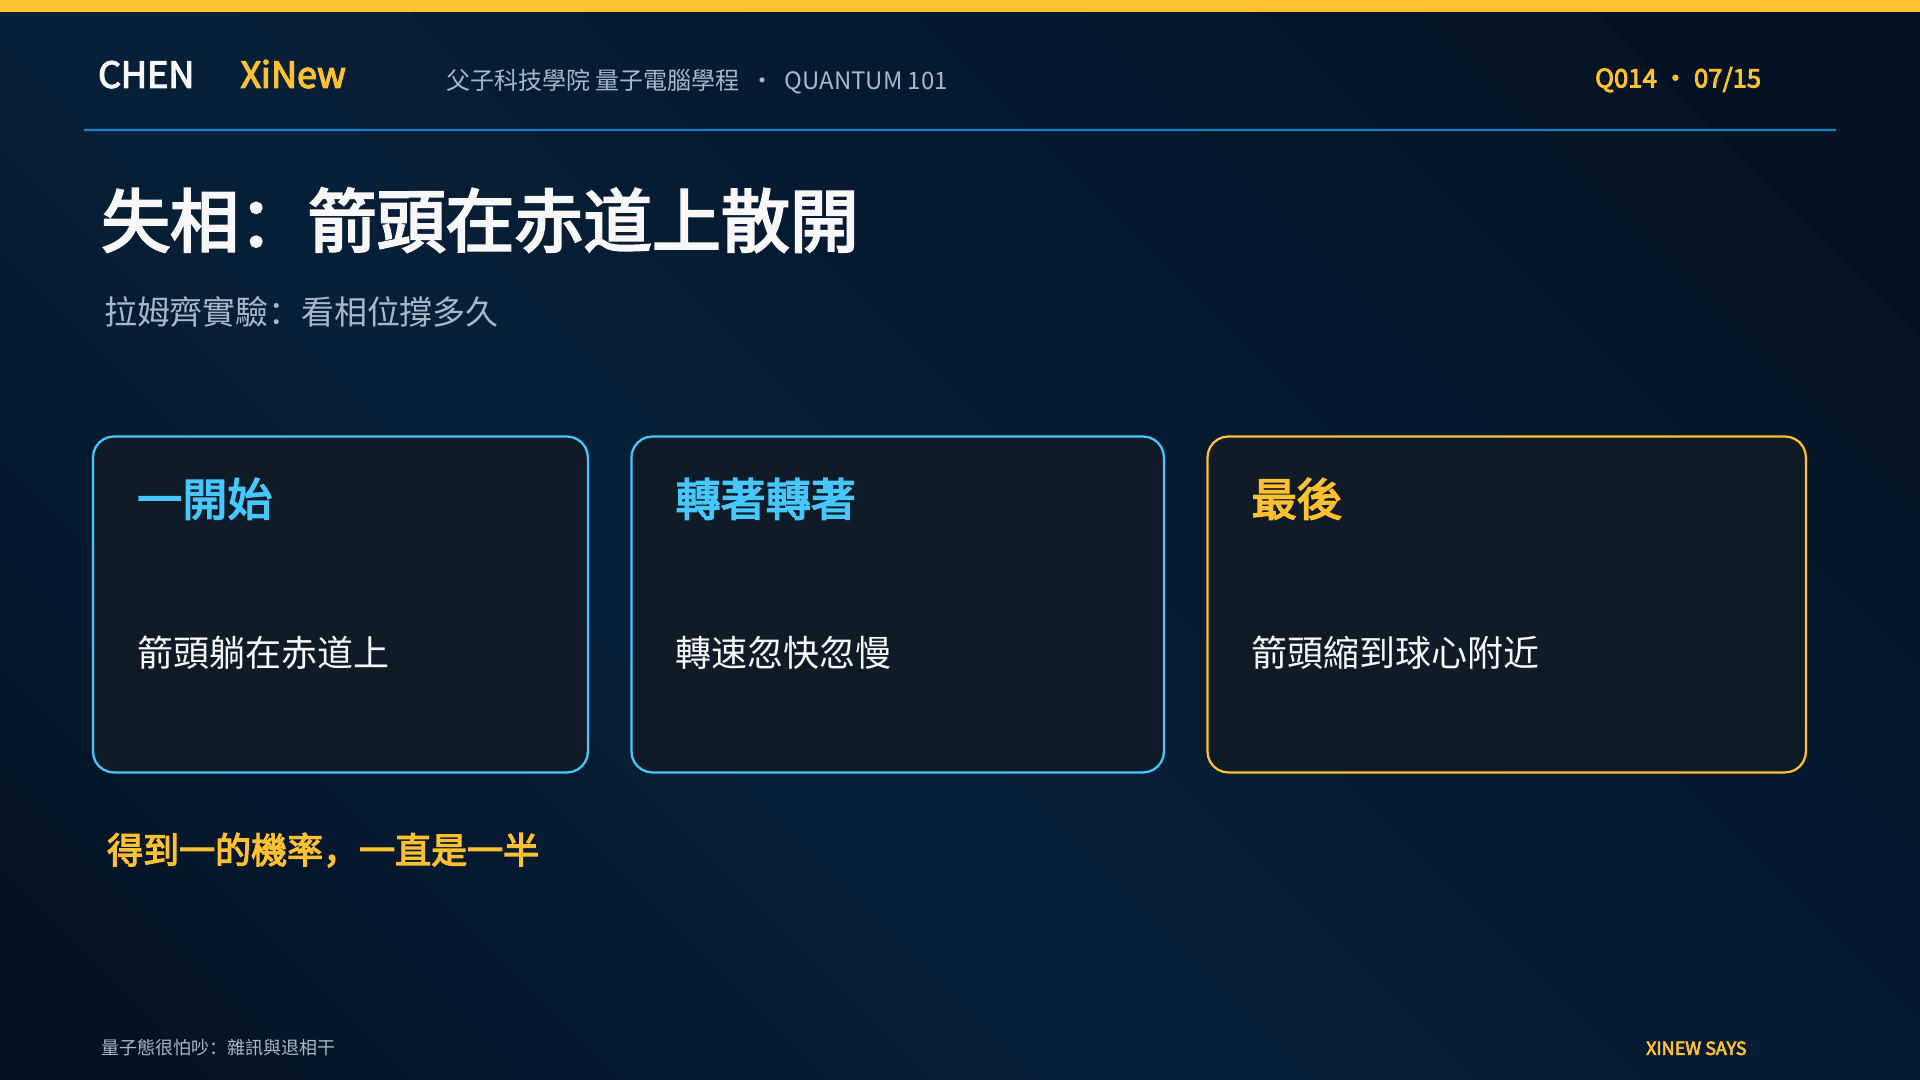 CHEN XiNew 父子科技學院 量子電腦學程 · QUANTUM 101 Q014 · 07/15
失相：箭頭在赤道上散開
拉姆齊實驗：看相位撐多久
一開始
箭頭躺在赤道上
轉著轉著
轉速忽快忽慢
最後
箭頭縮到球心附近
得到一的機率，一直是一半
量子態很怕吵：雜訊與退相干
XINEW SAYS